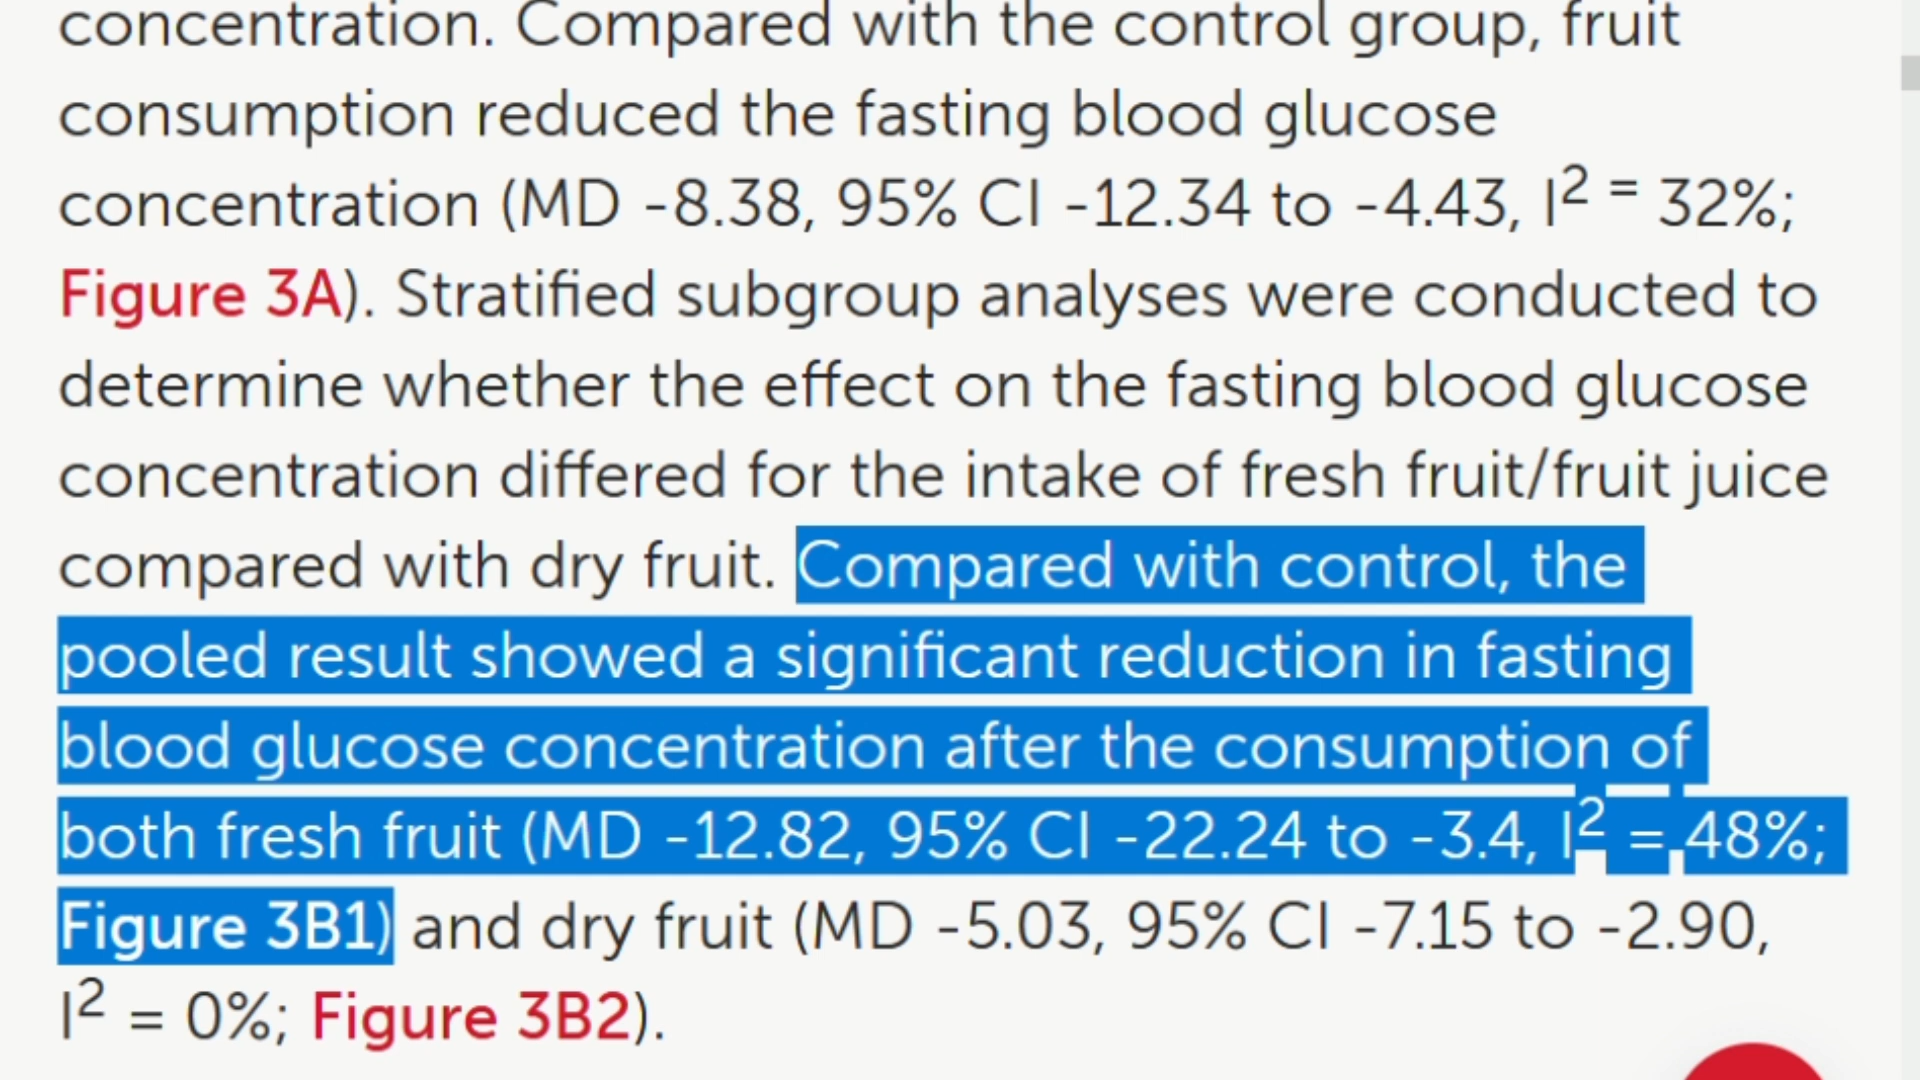 concentration. Compared with the control group, fruit
consumption reduced the fasting blood glucose
concentration (MD -8.38, 95% CI -12.34 to -4.43, I² = 32%;
Figure 3A). Stratified subgroup analyses were conducted to
determine whether the effect on the fasting blood glucose
concentration differed for the intake of fresh fruit/fruit juice
compared with dry fruit. Compared with control, the
pooled result showed a significant reduction in fasting
blood glucose concentration after the consumption of
both fresh fruit (MD -12.82, 95% CI -22.24 to -3.4, I² = 48%;
Figure 3B1) and dry fruit (MD -5.03, 95% CI -7.15 to -2.90,
I² = 0%; Figure 3B2).